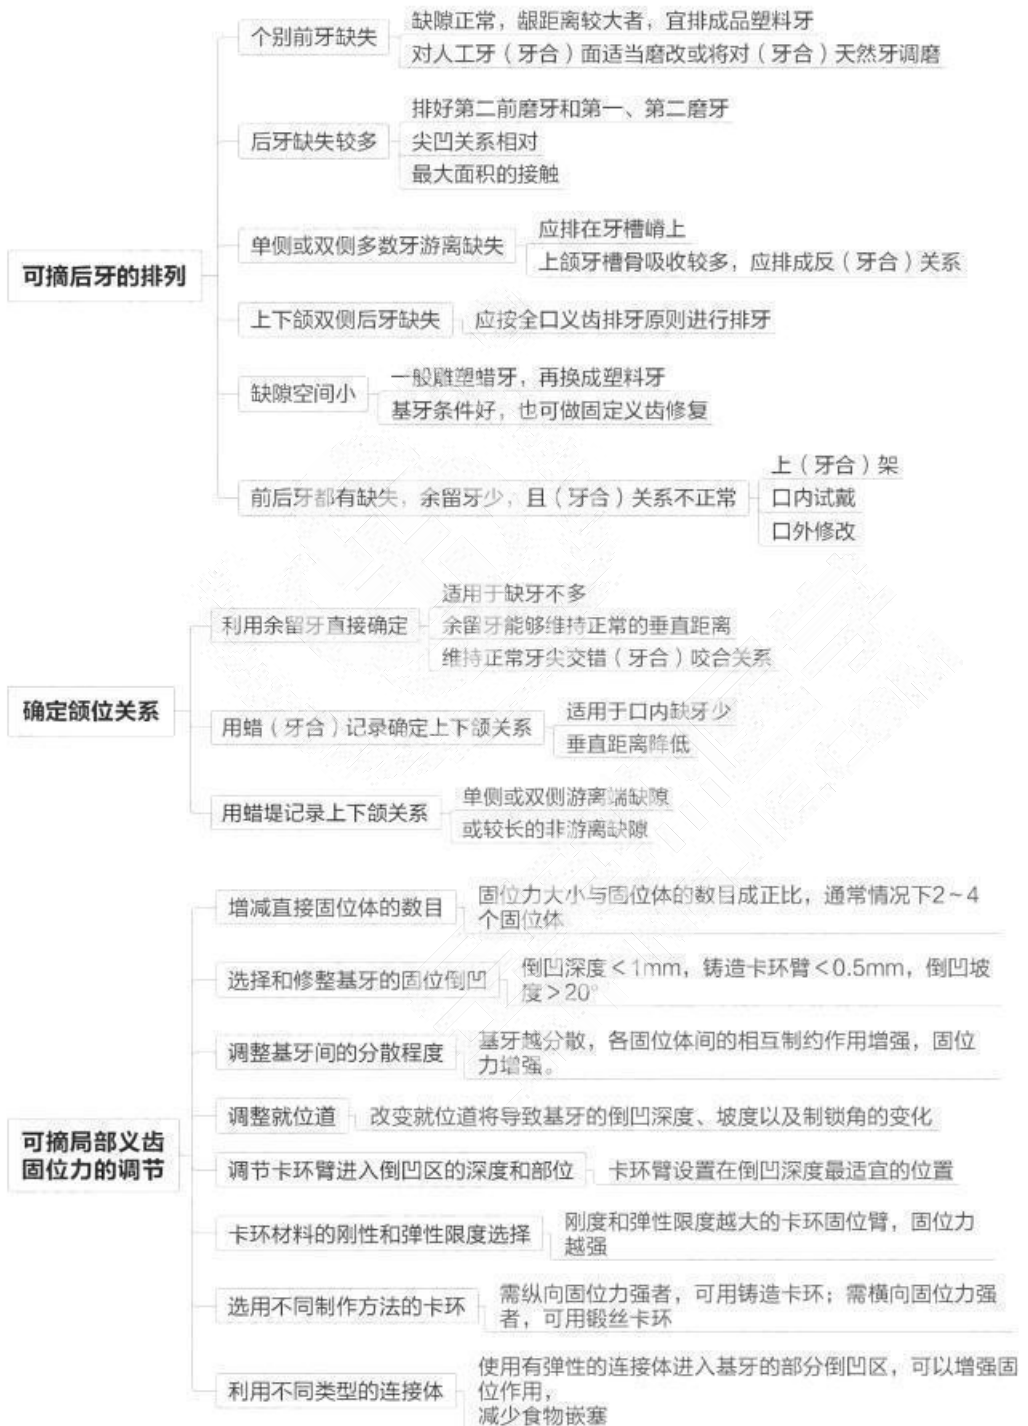 可摘后牙的排列
个别前牙缺失
缺隙正常，龈距离较大者，宜排成品塑料牙
对人工牙（牙合）面适当磨改或将对（牙合）天然牙调磨
后牙缺失较多
排好第二前磨牙和第一、第二磨牙
尖凹关系相对
最大面积的接触
单侧或双侧多数牙游离缺失
应排在牙槽嵴上
上颌牙槽骨吸收较多，应排成反（牙合）关系
上下颌双侧后牙缺失
应按全口义齿排牙原则进行排牙
缺隙空间小
一般雕塑蜡牙，再换成塑料牙
基牙条件好，也可做固定义齿修复
前后牙都有缺失，余留牙少，且（牙合）关系不正常
上（牙合）架
口内试戴
口外修改
确定颌位关系
利用余留牙直接确定
适用于缺牙不多
余留牙能够维持正常的垂直距离
维持正常牙尖交错（牙合）咬合关系
用蜡（牙合）记录确定上下颌关系
适用于口内缺牙少
垂直距离降低
用蜡堤记录上下颌关系
单侧或双侧游离端缺隙
或较长的非游离缺隙
可摘局部义齿
固位力的调节
增减直接固位体的数目
固位力大小与固位体的数目成正比，通常情况下2～4
个固位体
选择和修整基牙的固位倒凹
倒凹深度＜1mm，铸造卡环臂＜0.5mm，倒凹坡
度＞20°
调整基牙间的分散程度
基牙越分散，各固位体间的相互制约作用增强，固位
力增强。
调整就位道
改变就位道将导致基牙的倒凹深度、坡度以及制锁角的变化
调节卡环臂进入倒凹区的深度和部位
卡环臂设置在倒凹深度最适宜的位置
卡环材料的刚性和弹性限度选择
刚度和弹性限度越大的卡环固位臂，固位力
越强
选用不同制作方法的卡环
需纵向固位力强者，可用铸造卡环；需横向固位力强
者，可用锻丝卡环
利用不同类型的连接体
使用有弹性的连接体进入基牙的部分倒凹区，可以增强固
位作用，
减少食物嵌塞